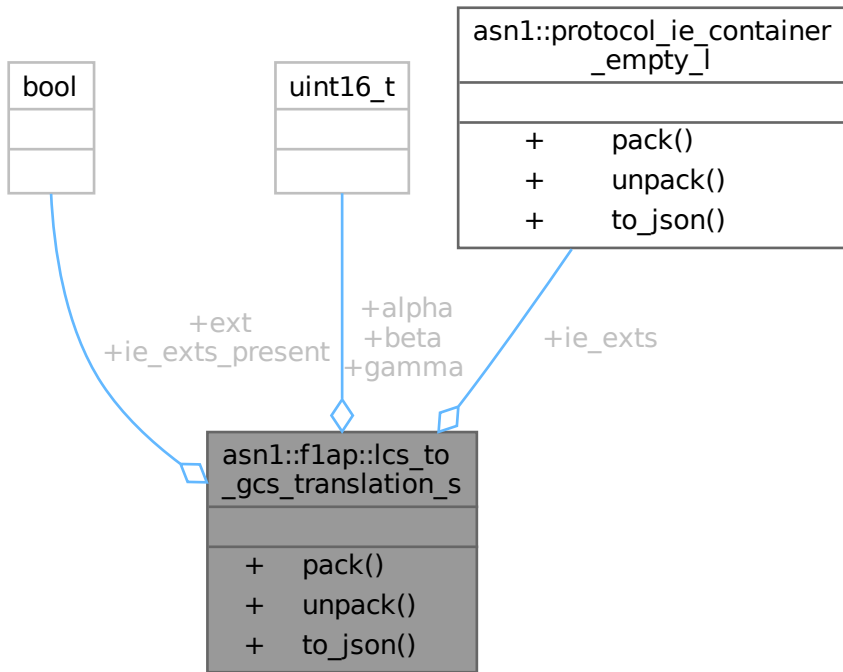 asn1::protocol_ie_container
_empty_l
bool
uint16_t
+ pack()
+ unpack()
+ to_json()
+ext
+ie_exts_present
+alpha
+beta
+gamma
+ie_exts
asn1::f1ap::lcs_to
_gcs_translation_s
+ pack()
+ unpack()
+ to_json()